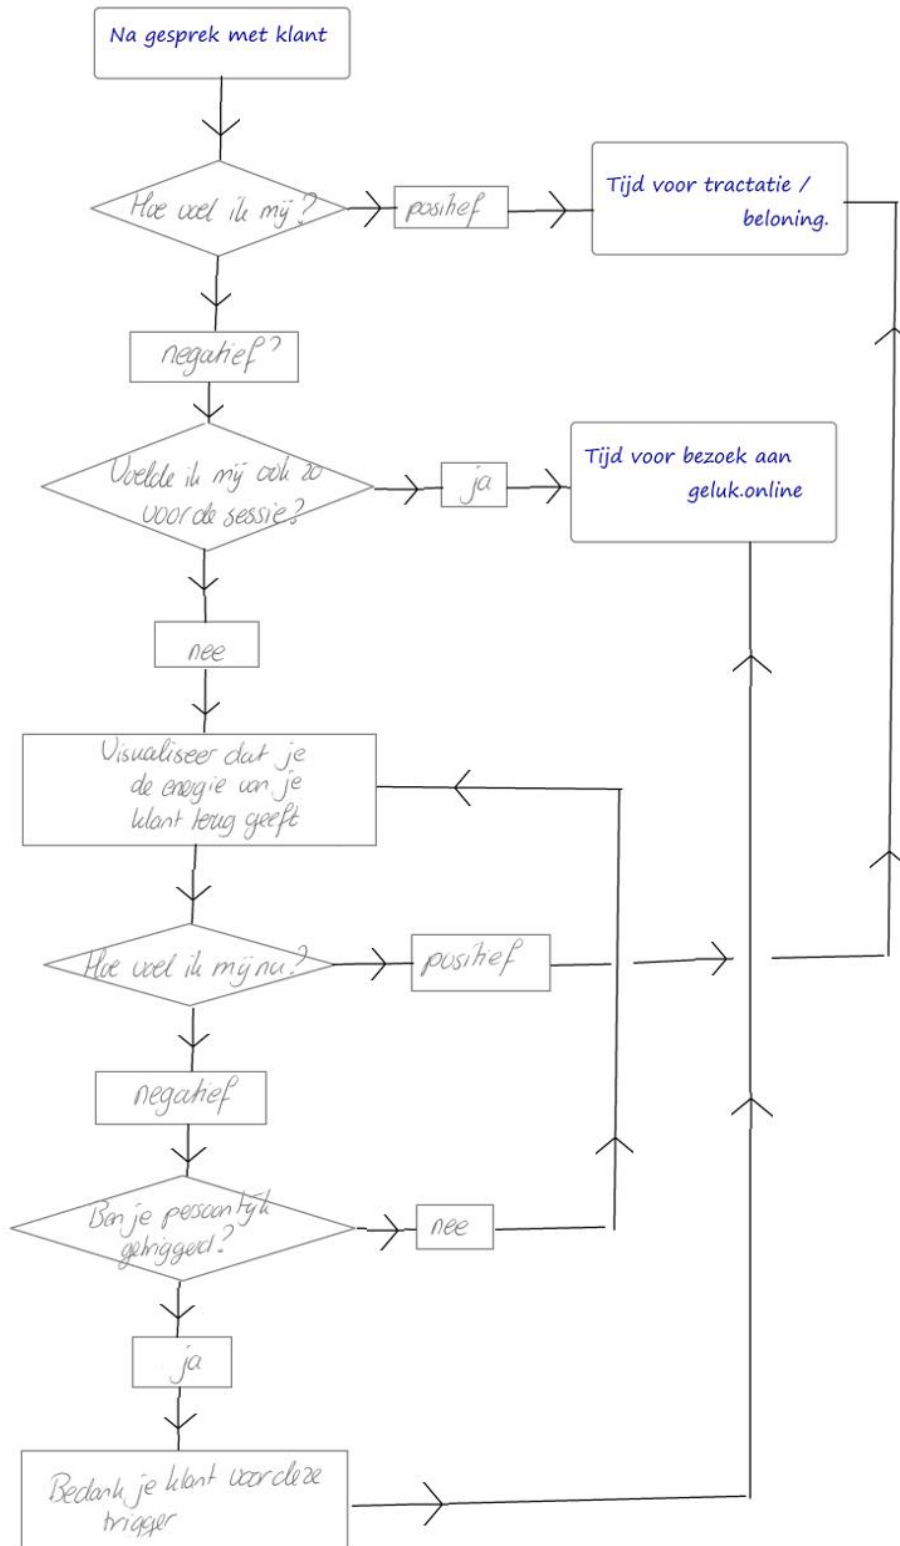 Na gesprek met klant
Hoe voel ik mij?
positief
Tijd voor tractatie /
beloning.
negatief?
Voelde ik mij ook zo
voor de sessie?
ja
Tijd voor bezoek aan
geluk.online
nee
Visualiseer dat je
de energie van je
klant terug geeft
Hoe voel ik mij nu?
positief
negatief
Ben je persoonlijk
getriggerd?
nee
ja
Bedank je klant voor deze
trigger